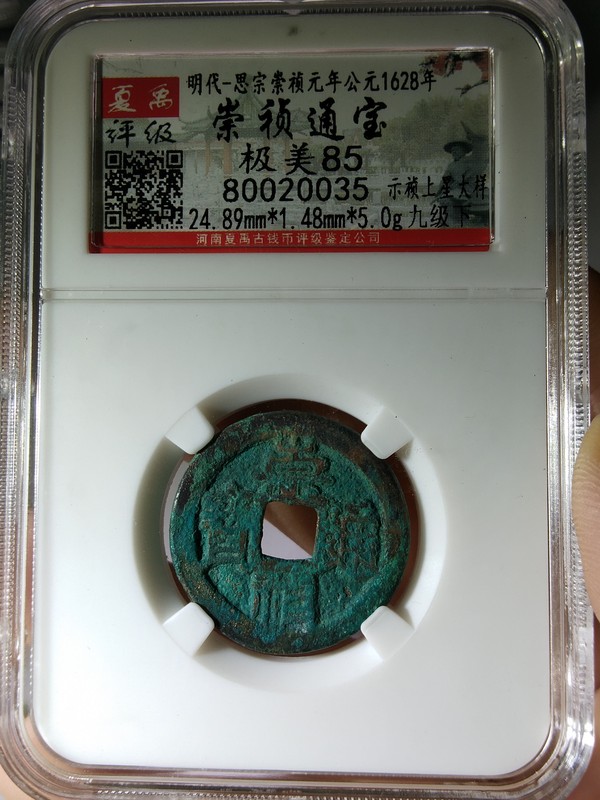 夏禹
评级
明代-思宗崇祯元年公元1628年
崇祯通宝
极美85
80020035 示祯上星大样
24.89mm*1.48mm*5.0g 九级下
河南夏禹古钱币评级鉴定公司
崇
寳 通
禎